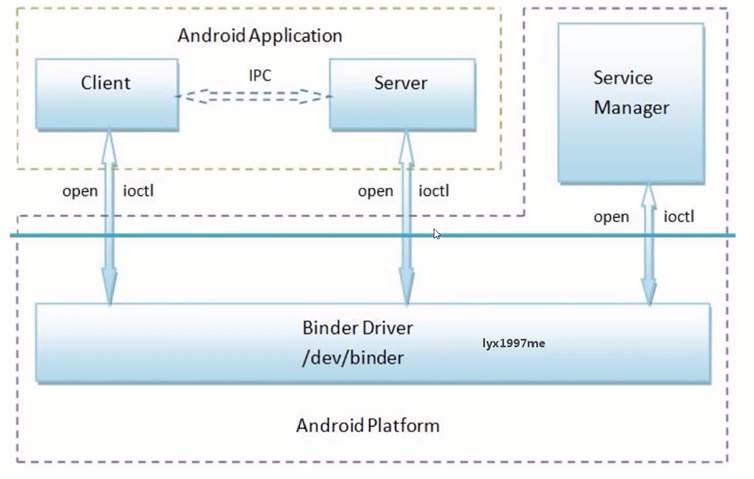 Android Application
Client
IPC
Server
Service
Manager
open ioctl
open ioctl
open ioctl
Binder Driver
/dev/binder
lyx1997me
Android Platform